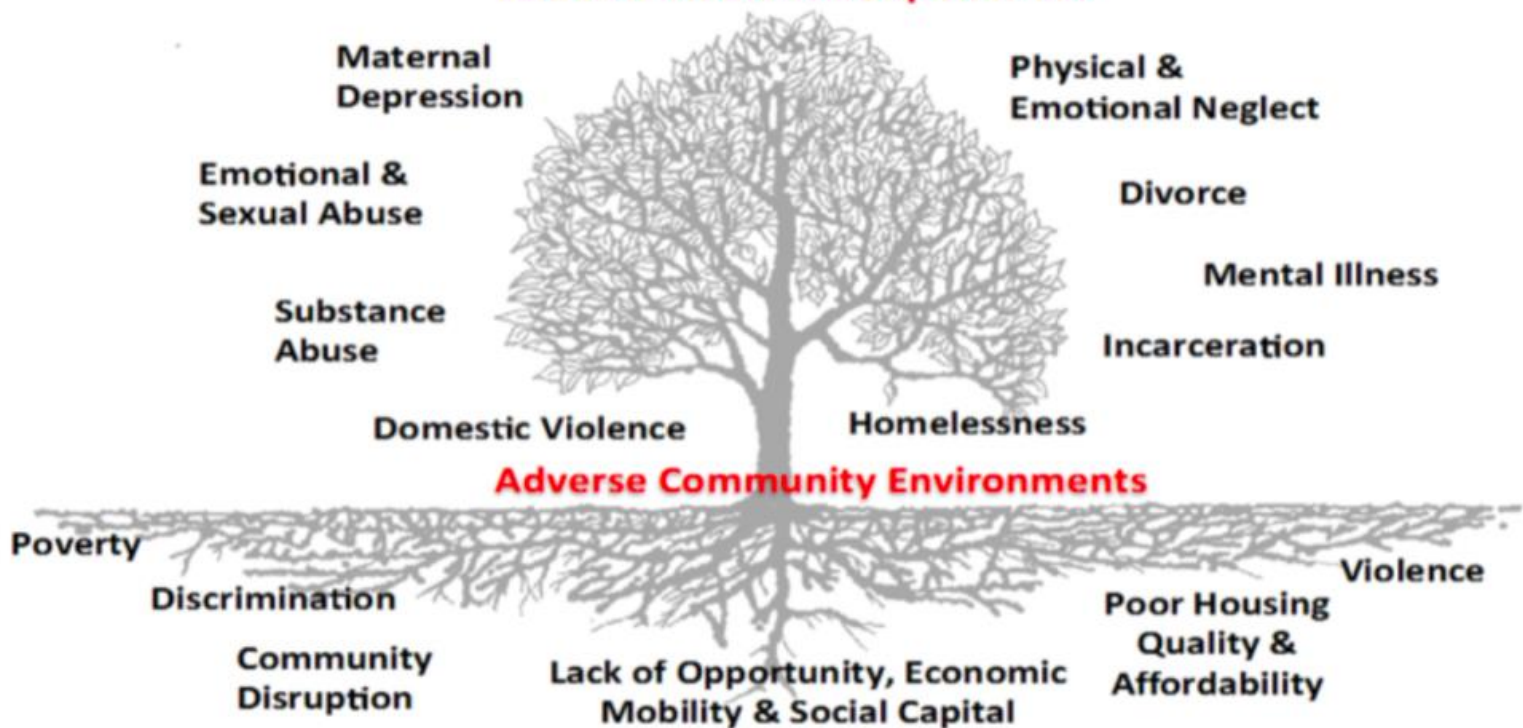 Maternal
Depression
Physical &
Emotional Neglect
Emotional &
Sexual Abuse
Divorce
Mental Illness
Substance
Abuse
Incarceration
Domestic Violence
Homelessness
Adverse Community Environments
Poverty
Violence
Discrimination
Poor Housing
Quality &
Affordability
Community
Disruption
Lack of Opportunity, Economic
Mobility & Social Capital